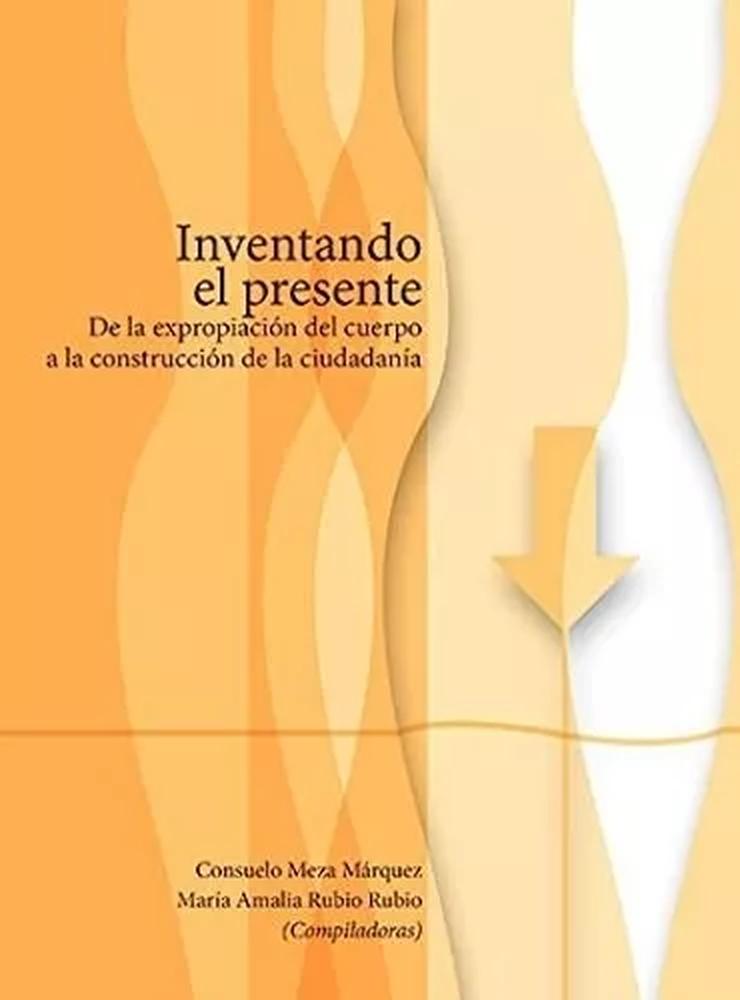 Inventando
el presente
De la expropiación del cuerpo
a la construcción de la ciudadanía
Consuelo Meza Márquez
María Amalia Rubio Rubio
(Compiladoras)